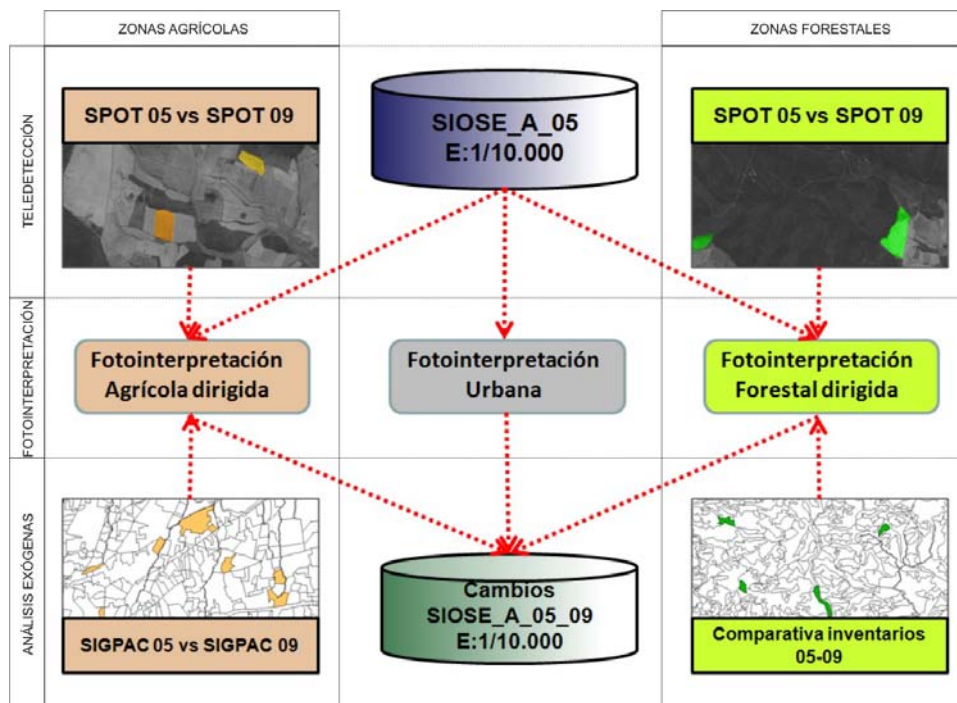 ZONAS AGRÍCOLAS
ZONAS FORESTALES
TELEDETECCIÓN
SPOT 05 vs SPOT 09
SIOSE_A_05
E:1/10.000
SPOT 05 vs SPOT 09
FOTOINTERPRETACIÓN
Fotointerpretación
Agrícola dirigida
Fotointerpretación
Urbana
Fotointerpretación
Forestal dirigida
ANÁLISIS EXÓGENAS
SIGPAC 05 vs SIGPAC 09
Cambios
SIOSE_A_05_09
E:1/10.000
Comparativa inventarios
05-09